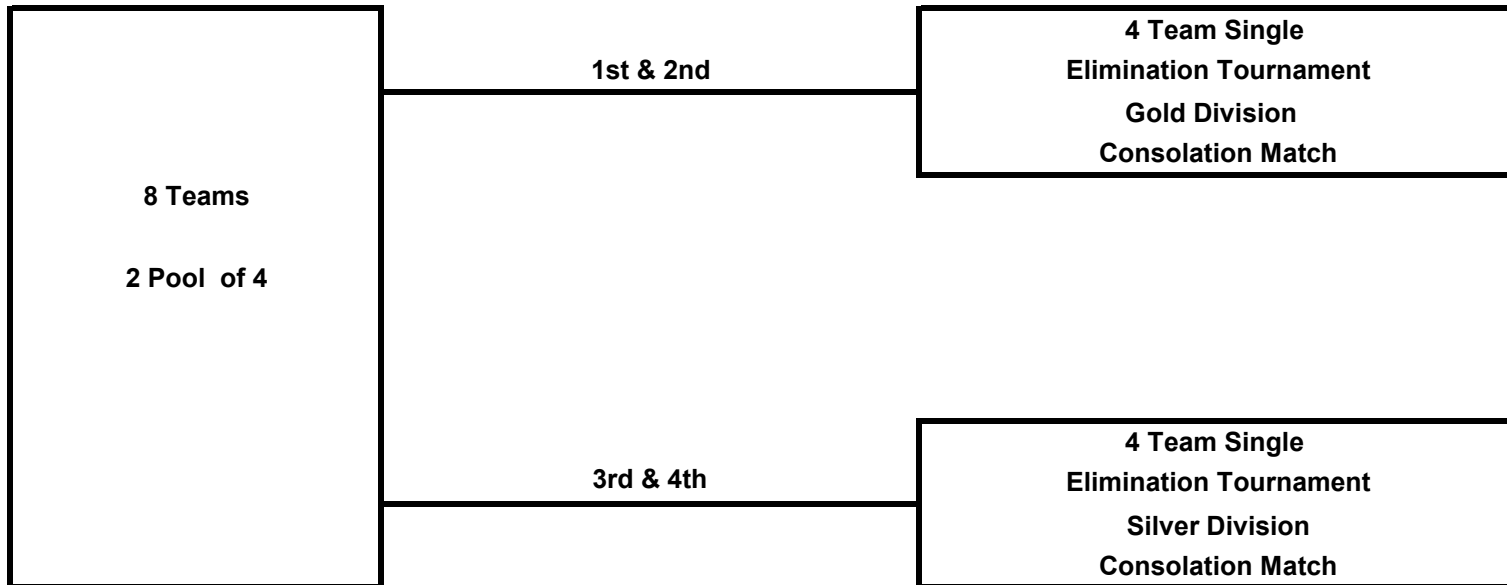 8 Teams
2 Pool of 4
1st & 2nd
4 Team Single
Elimination Tournament
Gold Division
Consolation Match
3rd & 4th
4 Team Single
Elimination Tournament
Silver Division
Consolation Match